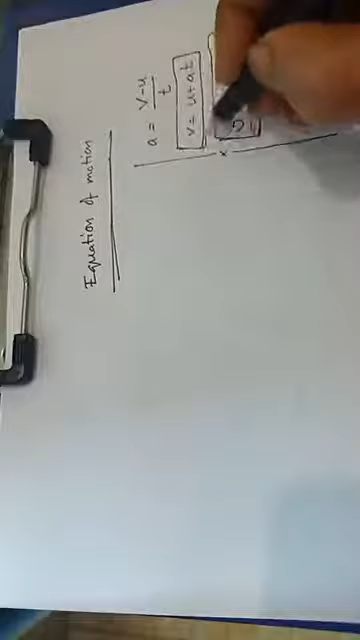 Equation of motion
a = v-u/t
v = u+at